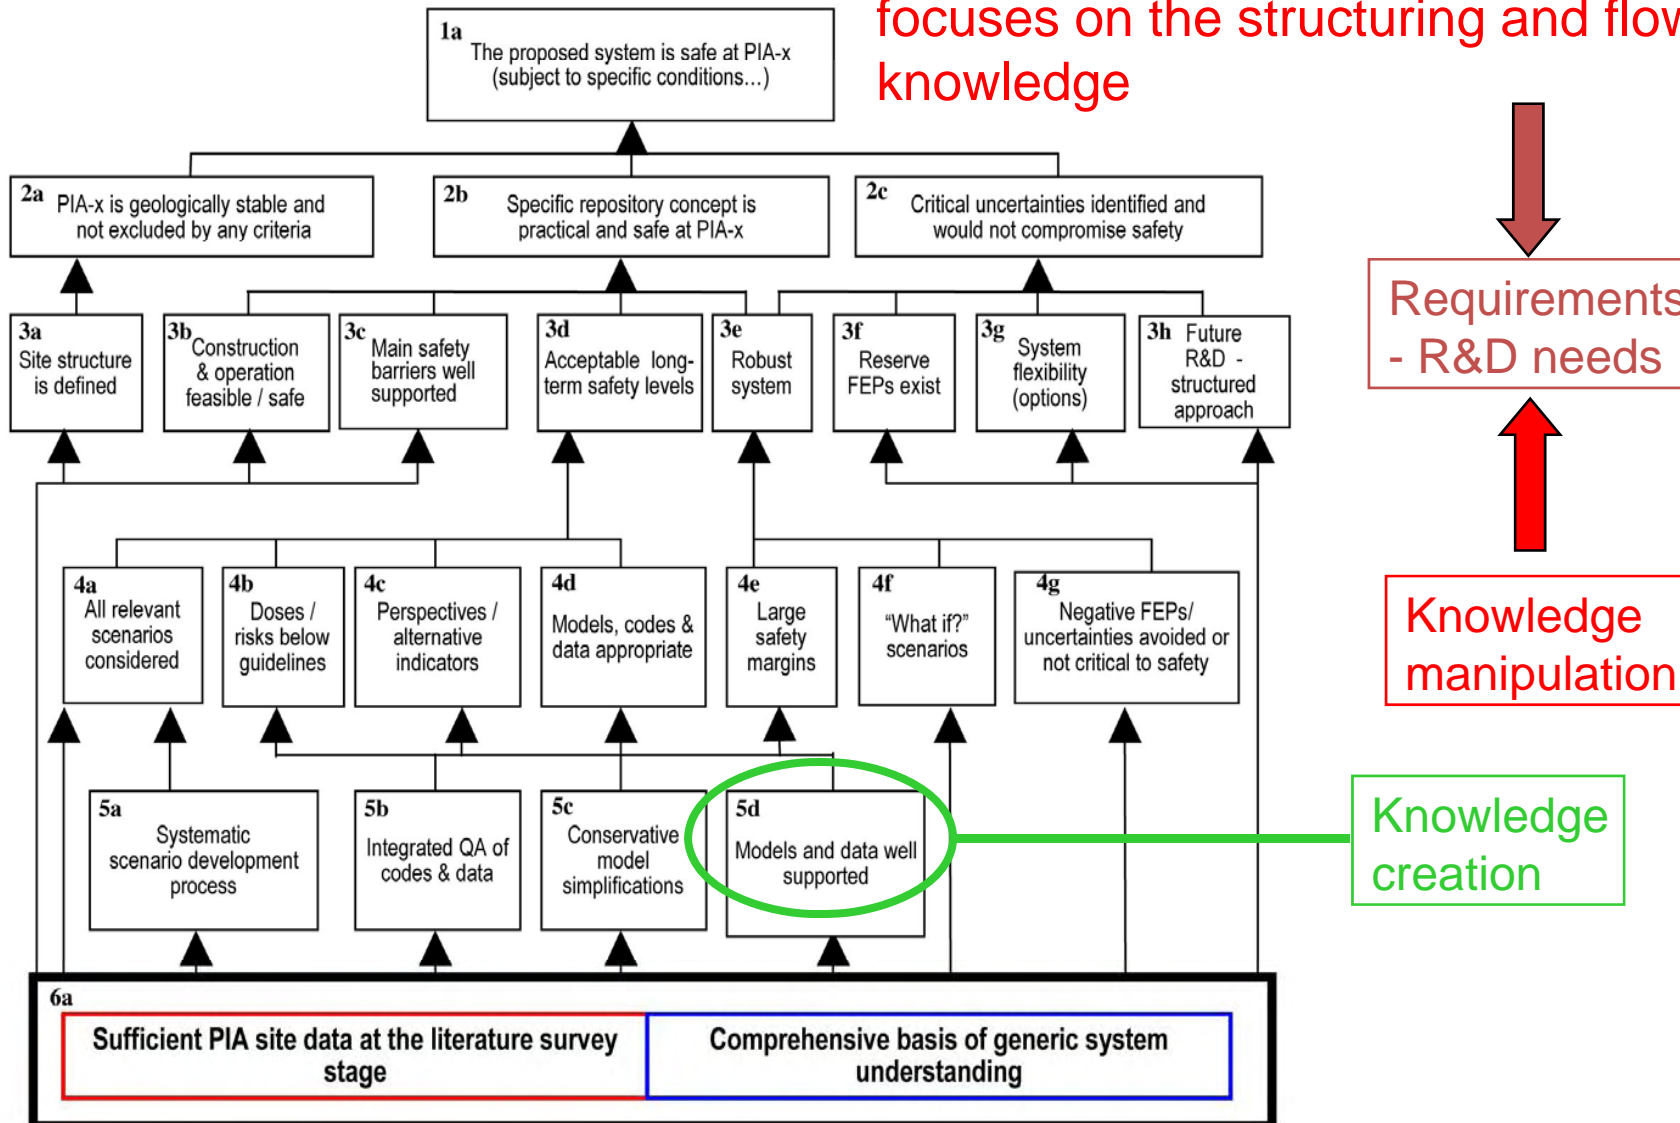 focuses on the structuring and flow
knowledge
1a
The proposed system is safe at PIA-x
(subject to specific conditions…)
2a
PIA-x is geologically stable and
not excluded by any criteria
2b
Specific repository concept is
practical and safe at PIA-x
2c
Critical uncertainties identified and
would not compromise safety
3a
Site structure
is defined
3b
Construction
& operation
feasible / safe
3c
Main safety
barriers well
supported
3d
Acceptable long-
term safety levels
3e
Robust
system
3f
Reserve
FEPs exist
3g
System
flexibility
(options)
3h Future
R&D -
structured
approach
Requirements
- R&D needs
4a
All relevant
scenarios
considered
4b
Doses /
risks below
guidelines
4c
Perspectives /
alternative
indicators
4d
Models, codes &
data appropriate
4e
Large
safety
margins
4f
“What if?”
scenarios
4g
Negative FEPs/
uncertainties avoided or
not critical to safety
Knowledge
manipulation
5a
Systematic
scenario development
process
5b
Integrated QA of
codes & data
5c
Conservative
model
simplifications
5d
Models and data well
supported
Knowledge
creation
6a
Sufficient PIA site data at the literature survey
stage
Comprehensive basis of generic system
understanding